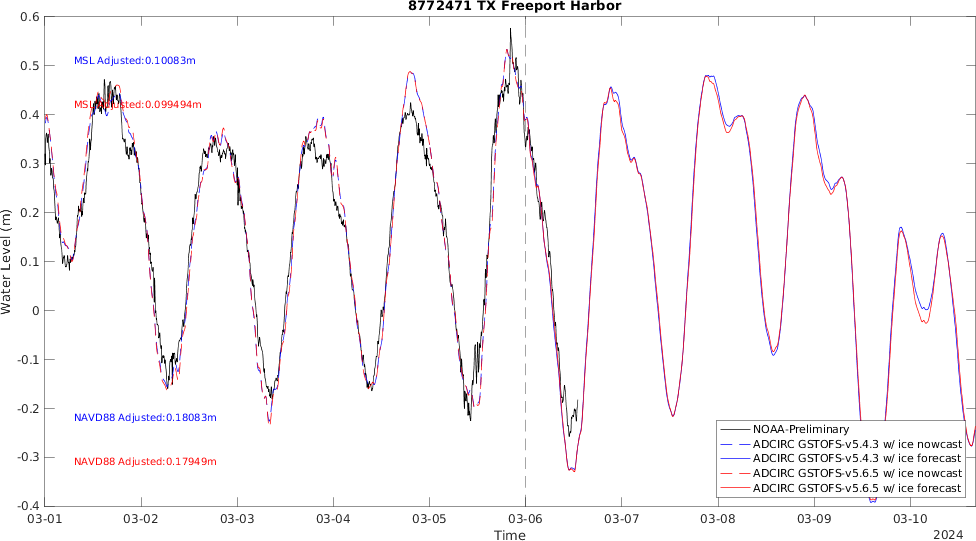 8772471 TX Freeport Harbor
0.6
0.5
0.4
0.3
0.2
0.1
0
-0.1
-0.2
-0.3
-0.4
Water Level (m)
MSL Adjusted:0.10083m
MSL Adjusted:0.099494m
NAVD88 Adjusted:0.18083m
NAVD88 Adjusted:0.17949m
NOAA-Preliminary
ADCIRC GSTOFS-v5.4.3 w/ ice nowcast
ADCIRC GSTOFS-v5.4.3 w/ ice forecast
ADCIRC GSTOFS-v5.6.5 w/ ice nowcast
ADCIRC GSTOFS-v5.6.5 w/ ice forecast
03-01 03-02 03-03 03-04 03-05 03-06 03-07 03-08 03-09 03-10
Time
2024